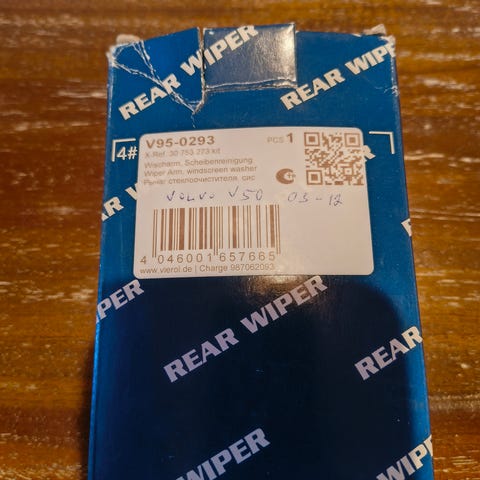 REAR WIPER
REAR WIPER
4#
V95-0293
PCS 1
X-Ref. 30 753 273 kit
Wischarm, Scheibenreinigung
Wiper Arm, windscreen washer
Рычаг стеклоочистителя, сис
VOLVO V50 03-12
4 046001 657665
www.vierol.de | Charge 987062093
WIPER
REAR WIPER
REAR WIPER
REAR WIPER
REAR WIPER